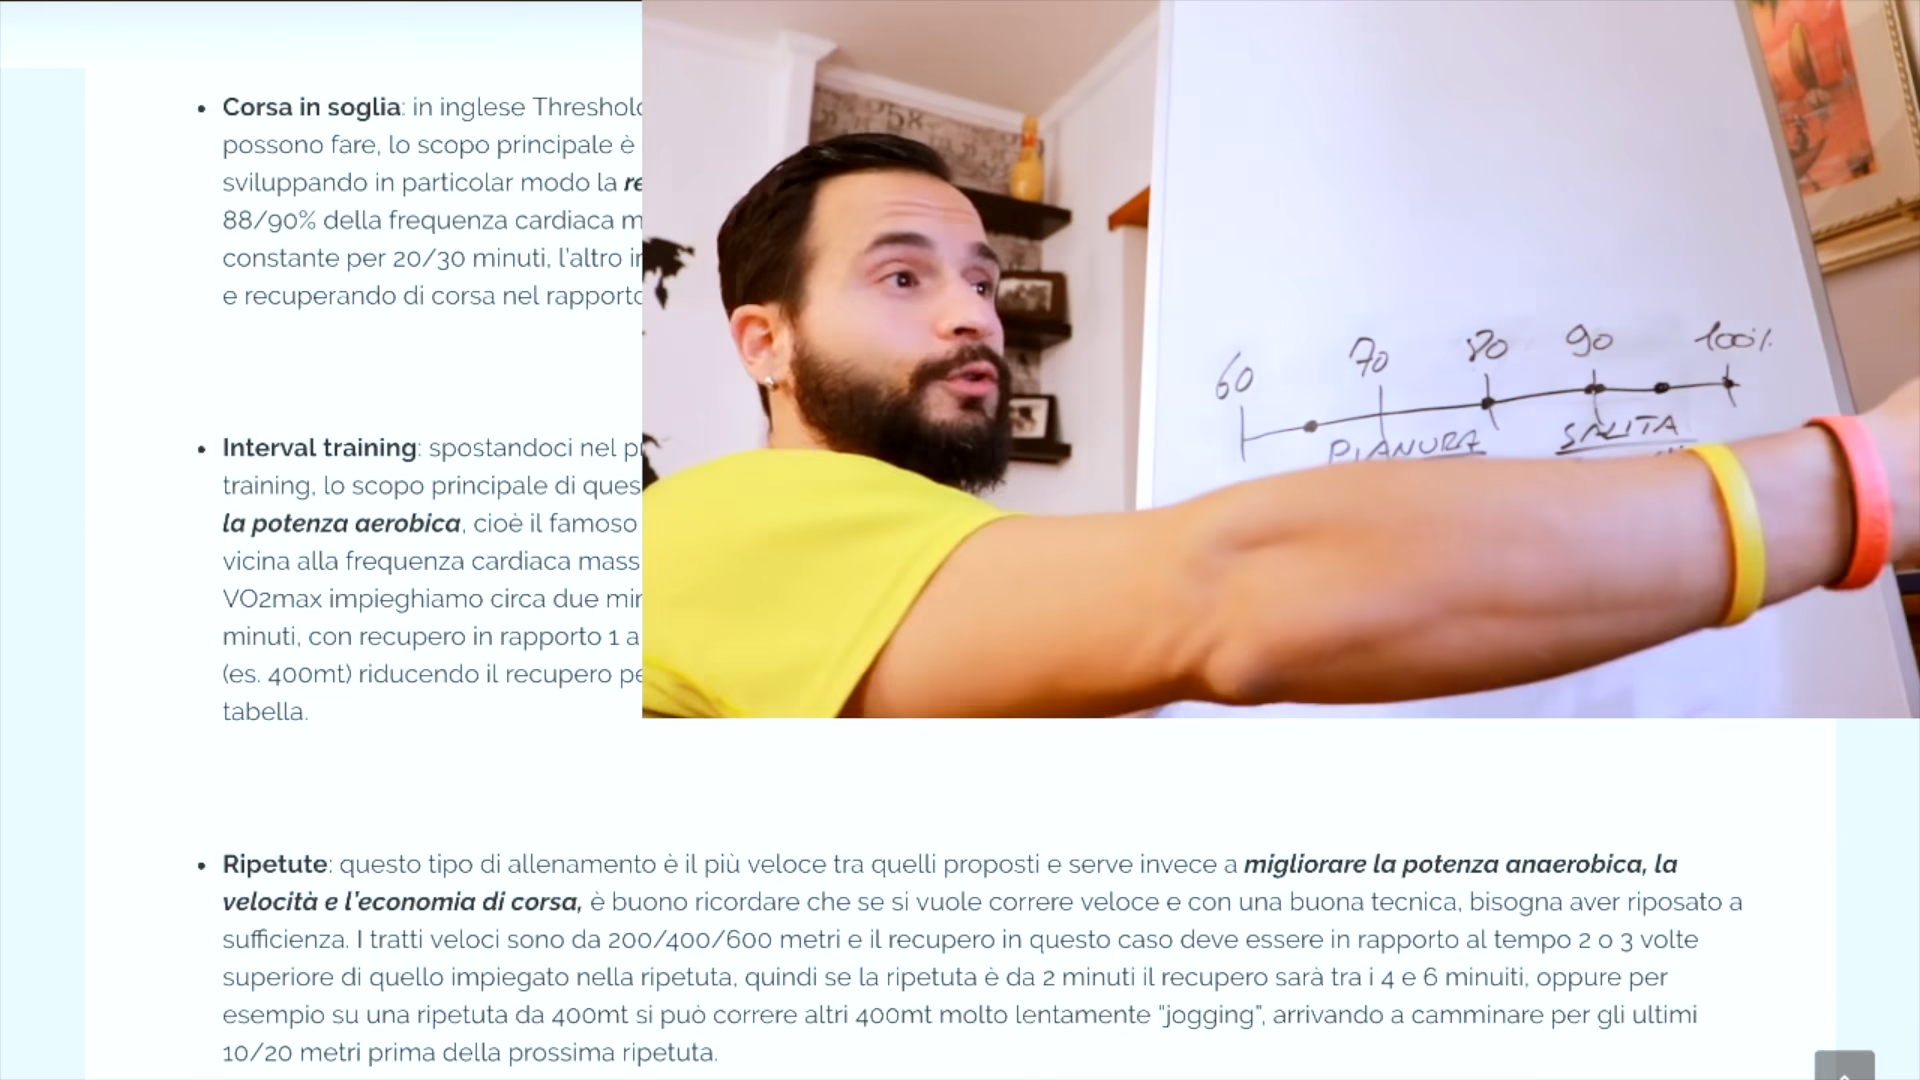 Corsa in soglia: in inglese Threshold
possono fare, lo scopo principale è
sviluppando in particolar modo la re
88/90% della frequenza cardiaca m
constante per 20/30 minuti, l'altro in
e recuperando di corsa nel rapporto
60 70 80 90 100%
PIANURA SALITA
Interval training: spostandoci nel p
training, lo scopo principale di ques
la potenza aerobica, cioè il famoso
vicina alla frequenza cardiaca mass
VO2max impieghiamo circa due min
minuti, con recupero in rapporto 1 a
(es. 400mt) riducendo il recupero pe
tabella.
Ripetute: questo tipo di allenamento è il più veloce tra quelli proposti e serve invece a migliorare la potenza anaerobica, la
velocità e l'economia di corsa, è buono ricordare che se si vuole correre veloce e con una buona tecnica, bisogna aver riposato a
sufficienza. I tratti veloci sono da 200/400/600 metri e il recupero in questo caso deve essere in rapporto al tempo 2 o 3 volte
superiore di quello impiegato nella ripetuta, quindi se la ripetuta è da 2 minuti il recupero sarà tra i 4 e 6 minuiti, oppure per
esempio su una ripetuta da 400mt si può correre altri 400mt molto lentamente "jogging", arrivando a camminare per gli ultimi
10/20 metri prima della prossima ripetuta.